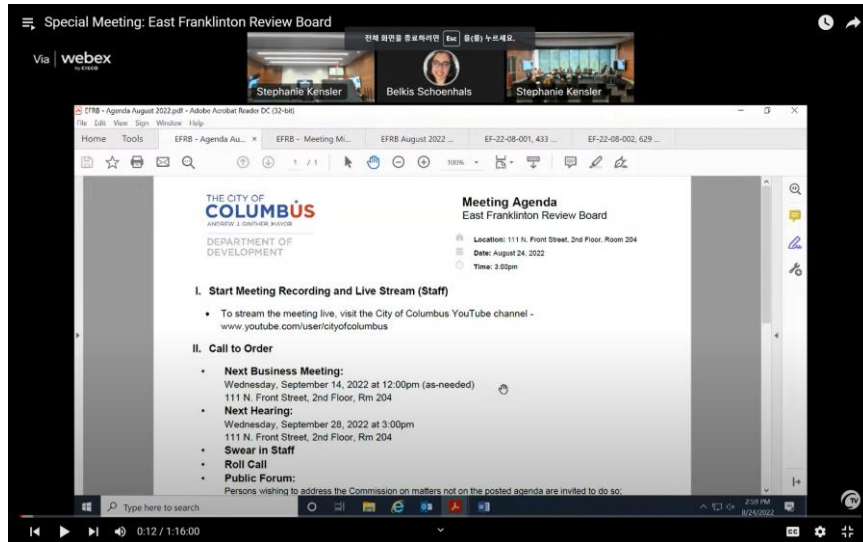 Special Meeting: East Franklinton Review Board
전체 화면을 종료하려면 Esc 을(를) 누르세요.
Via webex
by CISCO
Stephanie Kensler
Belkis Schoenhals
Stephanie Kensler
EFRB - Agenda August 2022.pdf - Adobe Acrobat Reader DC (32-bit)
File Edit View Sign Window Help
Home Tools EFRB - Agenda Au... × EFRB - Meeting Mi... EFRB August 2022 ... EF-22-08-001, 433 ... EF-22-08-002, 629 ...
1 / 1 100%
THE CITY OF
COLUMBUS
ANDREW J. GINTHER, MAYOR
DEPARTMENT OF
DEVELOPMENT
Meeting Agenda
East Franklinton Review Board
Location: 111 N. Front Street, 2nd Floor, Room 204
Date: August 24, 2022
Time: 3:00pm
I. Start Meeting Recording and Live Stream (Staff)
• To stream the meeting live, visit the City of Columbus YouTube channel -
www.youtube.com/user/cityofcolumbus
II. Call to Order
• Next Business Meeting:
Wednesday, September 14, 2022 at 12:00pm (as-needed)
111 N. Front Street, 2nd Floor, Rm 204
• Next Hearing:
Wednesday, September 28, 2022 at 3:00pm
111 N. Front Street, 2nd Floor, Rm 204
• Swear in Staff
• Roll Call
• Public Forum:
Persons wishing to address the Commission on matters not on the posted agenda are invited to do so;
Type here to search
2:59 PM
8/24/2022
TV
0:12 / 1:16:00
CC